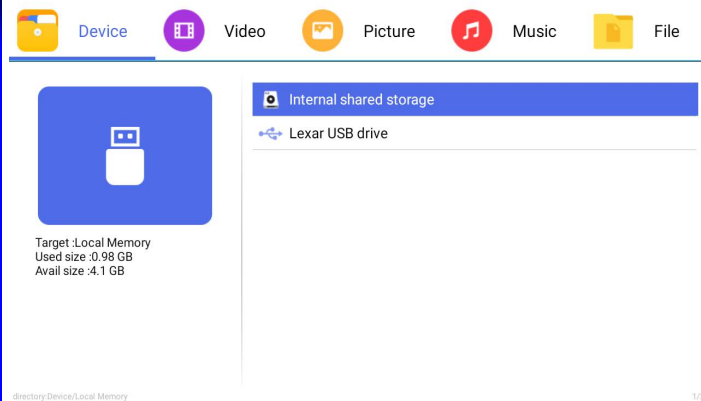 Device Video Picture Music File
Internal shared storage
Lexar USB drive
Target :Local Memory
Used size :0.98 GB
Avail size :4.1 GB
directory:Device/Local Memory